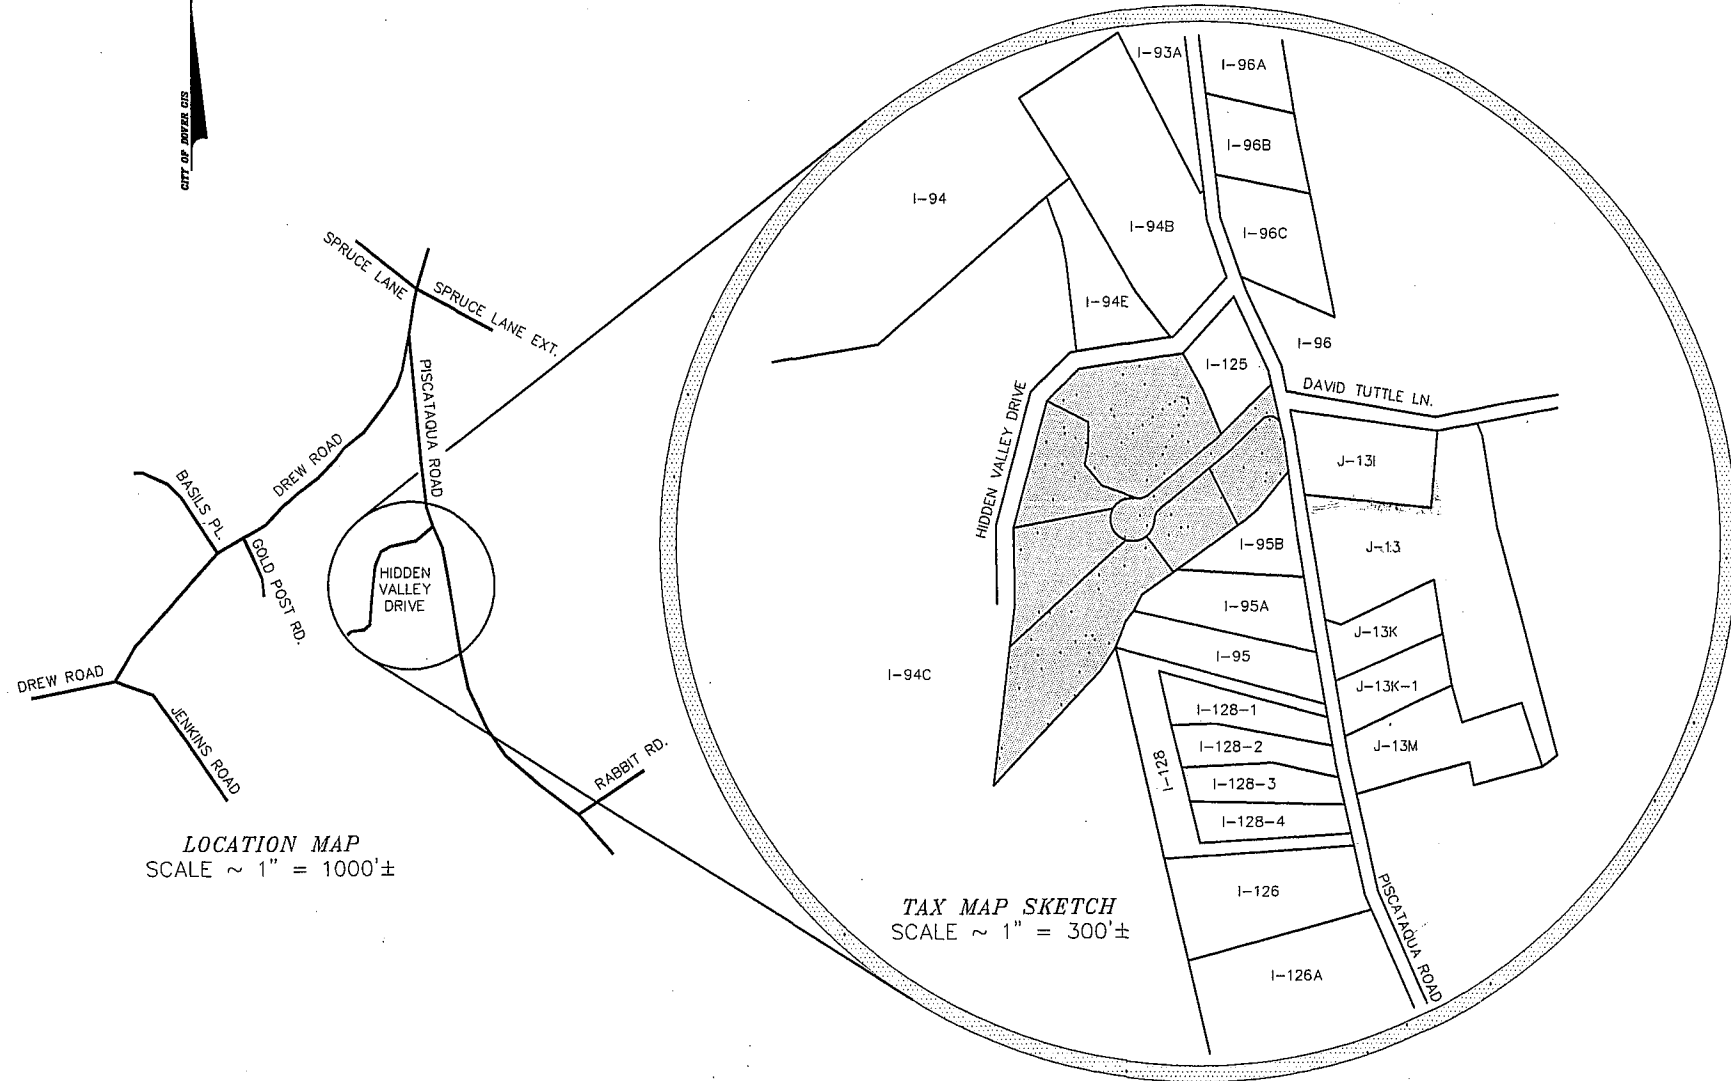 CITY OF DOVER GIS
SPRUCE LANE
SPRUCE LANE EXT.
PISCATAQUA ROAD
DREW ROAD
BASILS PL.
GOLD POST RD.
HIDDEN
VALLEY
DRIVE
DREW ROAD
JENKINS ROAD
RABBIT RD.
LOCATION MAP
SCALE ~ 1" = 1000'±
I-93A
I-96A
I-96B
I-94
I-94B
I-96C
I-94E
I-96
I-125
DAVID TUTTLE LN.
HIDDEN VALLEY DRIVE
J-13I
I-95B
J-13
I-95A
J-13K
I-95
I-94C
J-13K-1
I-128-1
I-128-2
J-13M
I-128
I-128-3
I-128-4
I-126
PISCATAQUA ROAD
I-126A
TAX MAP SKETCH
SCALE ~ 1" = 300'±